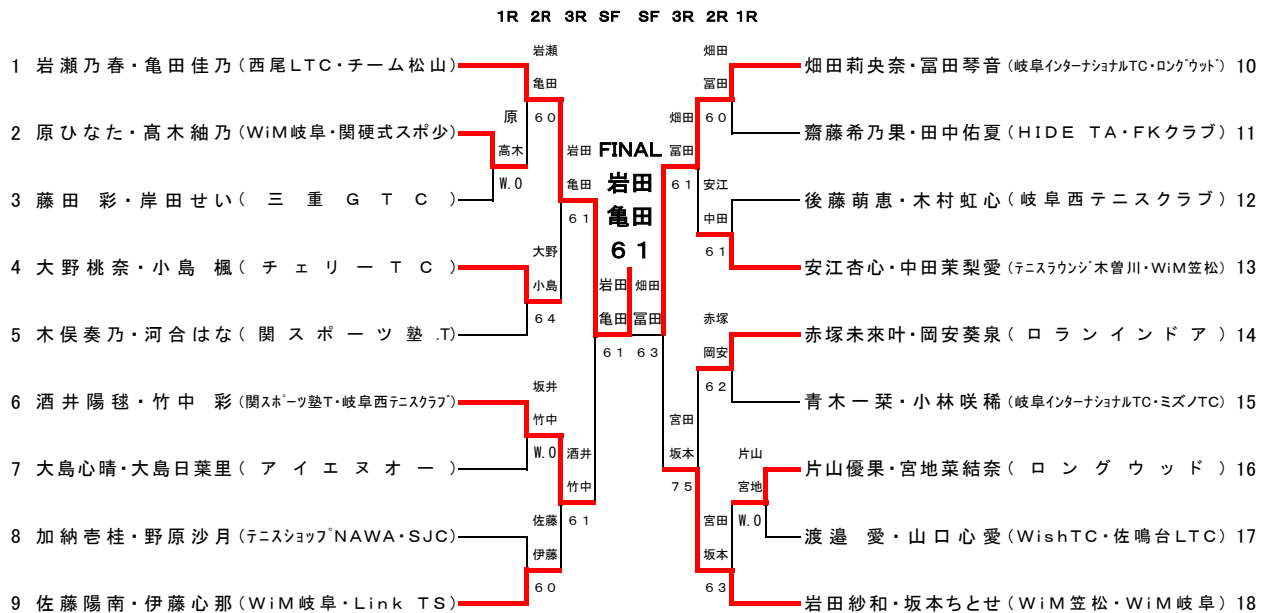 1R 2R 3R SF SF 3R 2R 1R
1 岩瀬乃春・亀田佳乃(西尾LTC・チーム松山)
2 原ひなた・髙木紬乃(WiM岐阜・関硬式スポ少)
3 藤田 彩・岸田せい(三重GTC)
4 大野桃奈・小島 楓(チェリーTC)
5 木俣奏乃・河合はな(関スポーツ塾.T)
6 酒井陽毬・竹中 彩(関スポーツ塾T・岐阜西テニスクラブ)
7 大島心晴・大島日葉里(アイエヌオー)
8 加納壱桂・野原沙月(テニスショップNAWA・SJC)
9 佐藤陽南・伊藤心那(WiM岐阜・Link TS)
原
高木
W.0
岩瀬
亀田
60
大野
小島
64
坂井
竹中
W.0
佐藤
伊藤
60
岩田
亀田
61
酒井
竹中
61
岩田
亀田
61
FINAL
岩田
亀田
61
畑田
冨田
63
畑田
冨田
61
宮田
坂本
75
畑田
冨田
60
安江
中田
61
赤塚
岡安
62
宮田
坂本
63
片山
宮地
W.0
畑田莉央奈・冨田琴音(岐阜インターナショナルTC・ロングウッド) 10
齋藤希乃果・田中佑夏(HIDE TA・FKクラブ) 11
後藤萌恵・木村虹心(岐阜西テニスクラブ) 12
安江杏心・中田茉梨愛(テニスラウンジ木曽川・WiM笠松) 13
赤塚未來叶・岡安葵泉(ロランインドア) 14
青木一栞・小林咲稀(岐阜インターナショナルTC・ミズノTC) 15
片山優果・宮地菜結奈(ロングウッド) 16
渡邉 愛・山口心愛(WishTC・佐鳴台LTC) 17
岩田紗和・坂本ちとせ(WiM笠松・WiM岐阜) 18